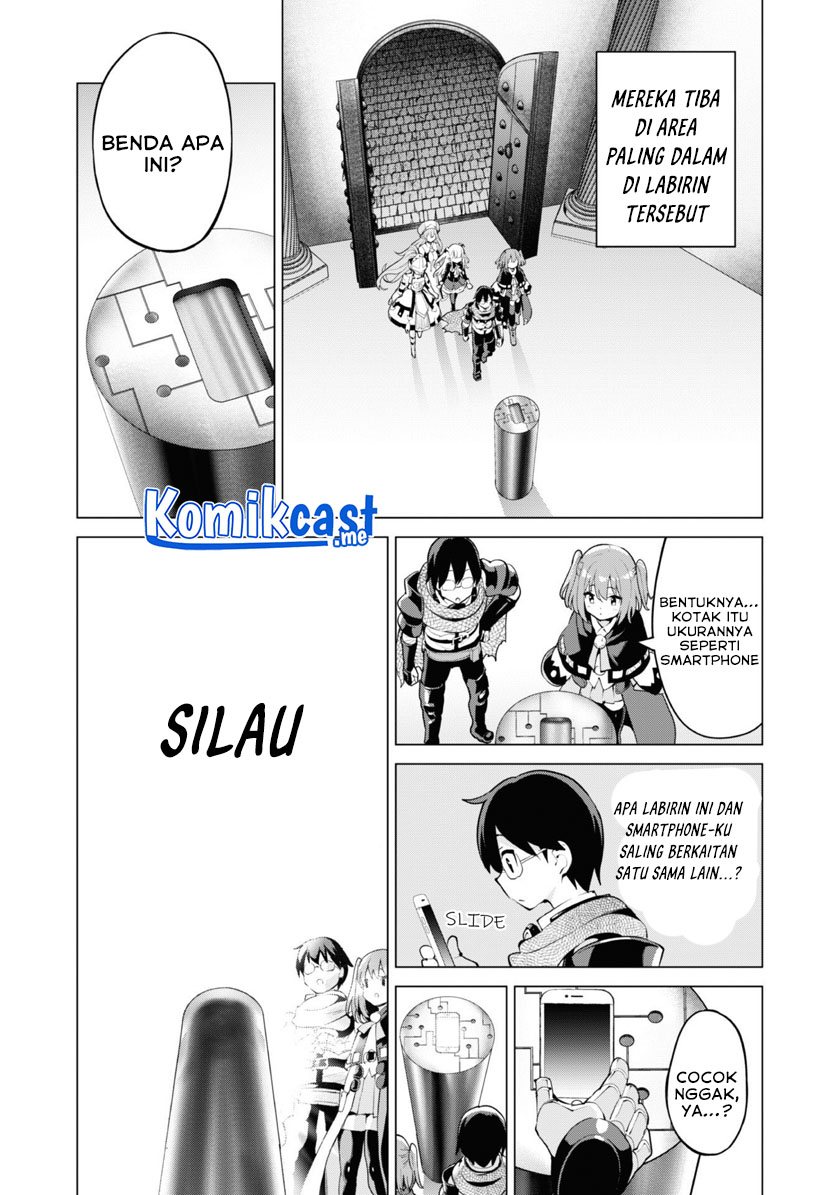 MEREKA TIBA
DI AREA
PALING DALAM
DI LABIRIN
TERSEBUT
BENDA APA
INI?
Komikcast
.me
BENTUKNYA...
KOTAK ITU
UKURANNYA
SEPERTI
SMARTPHONE
APA LABIRIN INI DAN
SMARTPHONE-KU
SALING BERKAITAN
SATU SAMA LAIN...?
SLIDE
COCOK
NGGAK,
YA...?
SILAU